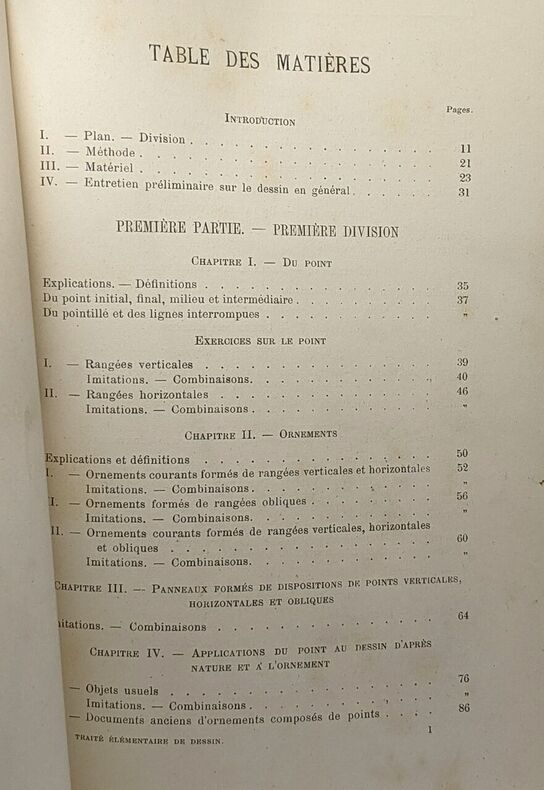 TABLE DES MATIÈRES
Pages.
INTRODUCTION
I. — Plan. — Division . . . . . . . . . . . . . . . 11
II. — Méthode . . . . . . . . . . . . . . . 21
III. — Matériel . . . . . . . . . . . . . . . 23
IV. — Entretien préliminaire sur le dessin en général . . . . . 31
PREMIÈRE PARTIE. — PREMIÈRE DIVISION
CHAPITRE I. — DU POINT
Explications. — Définitions . . . . . . . . . . . . . 35
Du point initial, final, milieu et intermédiaire . . . . . . . . . 37
Du pointillé et des lignes interrompues . . . . . . . . . . . "
EXERCICES SUR LE POINT
I. — Rangées verticales . . . . . . . . . . . . . 39
Imitations. — Combinaisons. . . . . . . . . . . . 40
II. — Rangées horizontales . . . . . . . . . . . . . 46
Imitations. — Combinaisons . . . . . . . . . . . . "
CHAPITRE II. — ORNEMENTS
Explications et définitions . . . . . . . . . . . . . 50
I. — Ornements courants formés de rangées verticales et horizontales 52
Imitations. — Combinaisons. . . . . . . . . . . . "
I. — Ornements formés de rangées obliques . . . . . . . . 56
Imitations. — Combinaisons. . . . . . . . . . . . "
II. — Ornements courants formés de rangées verticales, horizontales
et obliques . . . . . . . . . . . . . . . 60
Imitations. — Combinaisons. . . . . . . . . . . . "
CHAPITRE III. — PANNEAUX FORMÉS DE DISPOSITIONS DE POINTS VERTICALES,
HORIZONTALES ET OBLIQUES
itations. — Combinaisons . . . . . . . . . . . . . 64
CHAPITRE IV. — APPLICATIONS DU POINT AU DESSIN D'APRÈS
NATURE ET A L'ORNEMENT
— Objets usuels . . . . . . . . . . . . . . . 76
Imitations. — Combinaisons . . . . . . . . . . . . "
— Documents anciens d'ornements composés de points . . . . 86
TRAITÉ ÉLÉMENTAIRE DE DESSIN. 1